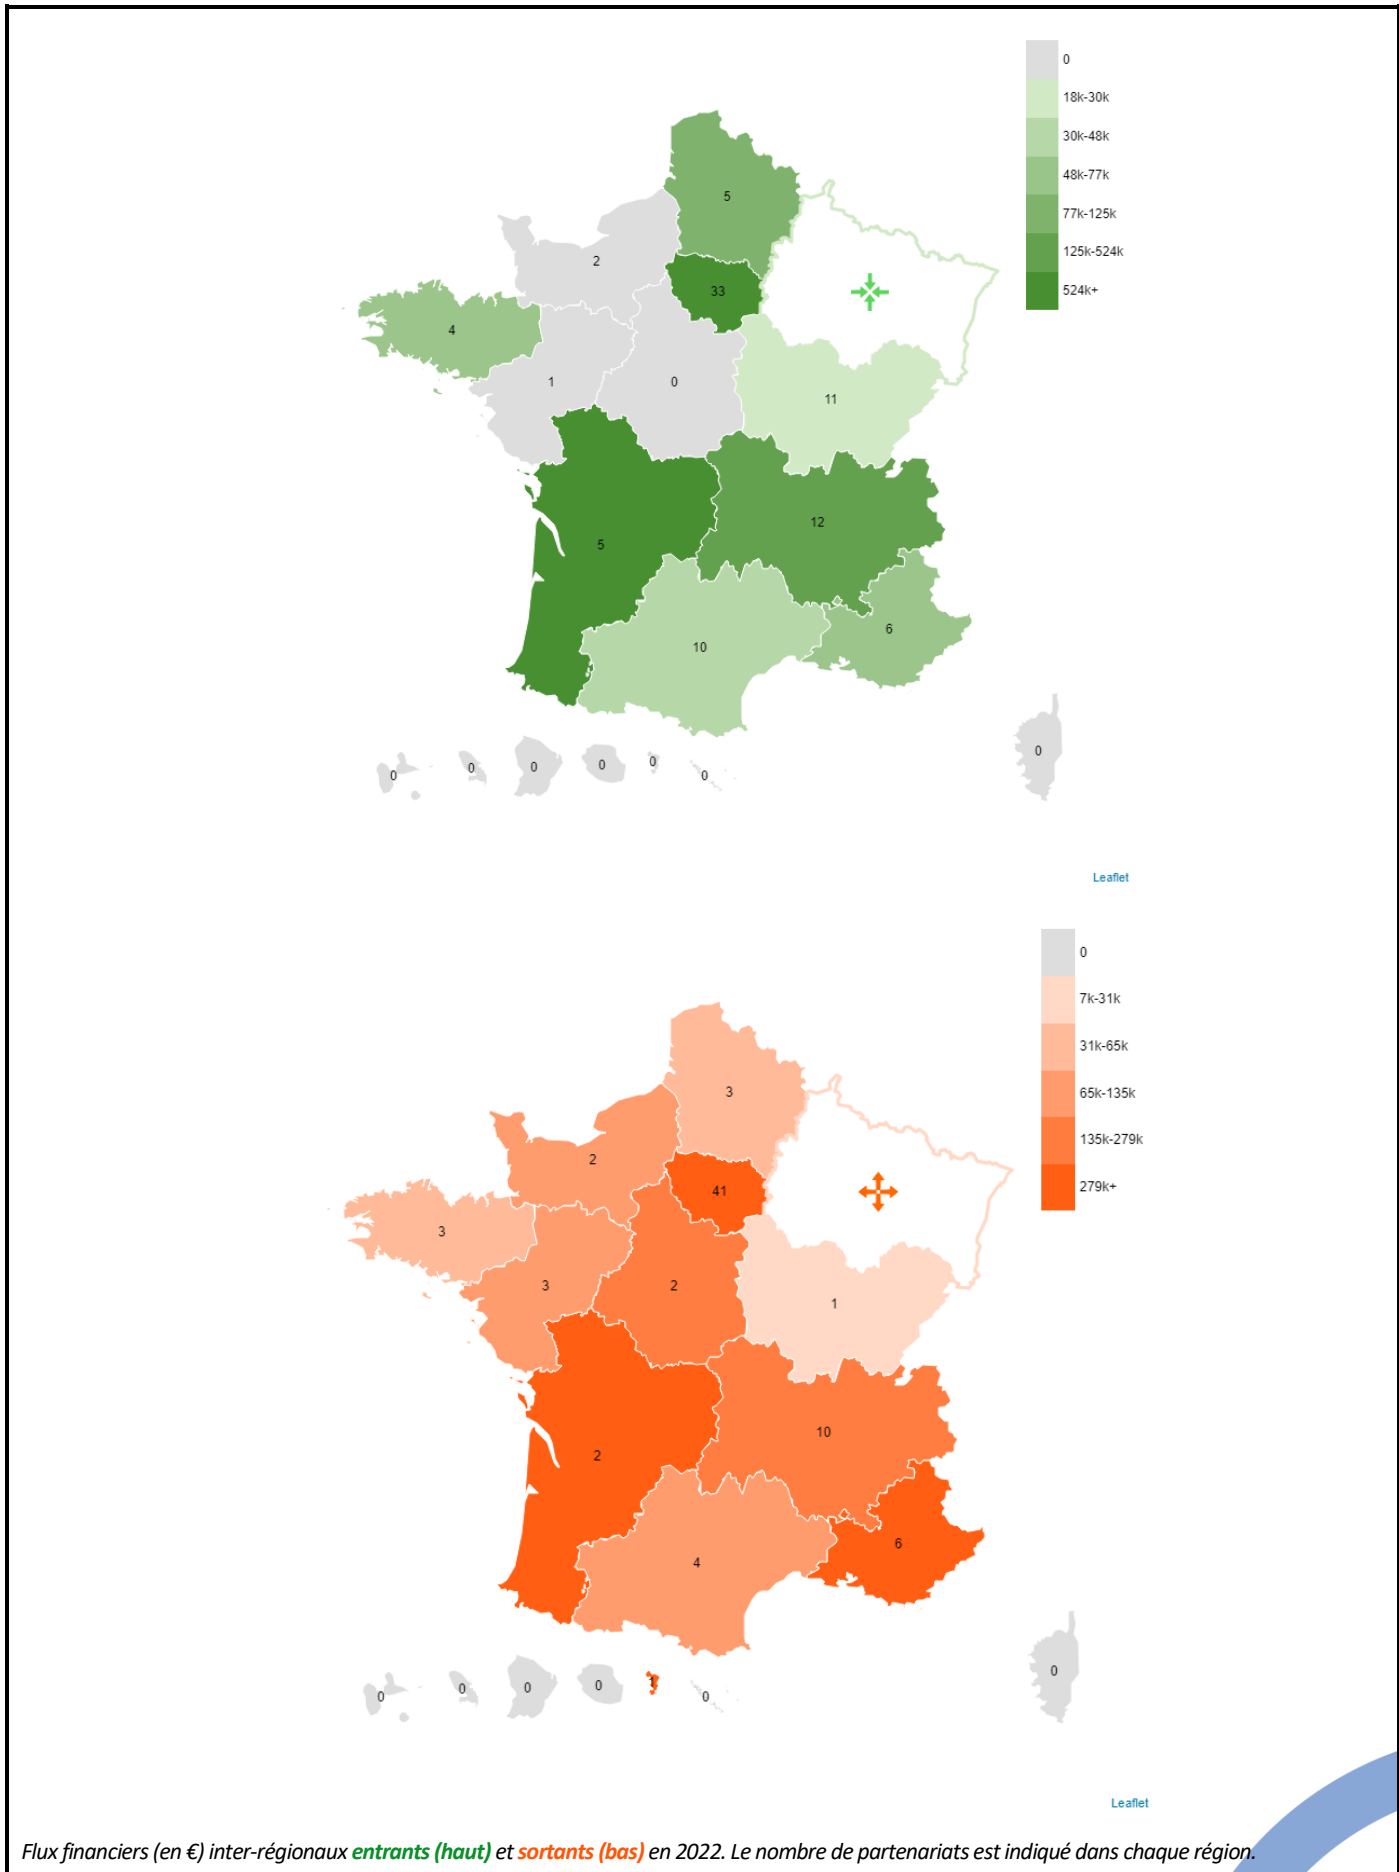 0
18k-30k
30k-48k
48k-77k
77k-125k
125k-524k
524k+
5
2
33
4
1
0
11
12
5
6
10
0
0
0
0
0
0
0
Leaflet
0
7k-31k
31k-65k
65k-135k
135k-279k
279k+
3
2
41
3
3
2
1
10
2
6
4
0
0
0
0
0
1
0
Leaflet
Flux financiers (en €) inter-régionaux entrants (haut) et sortants (bas) en 2022. Le nombre de partenariats est indiqué dans chaque région.